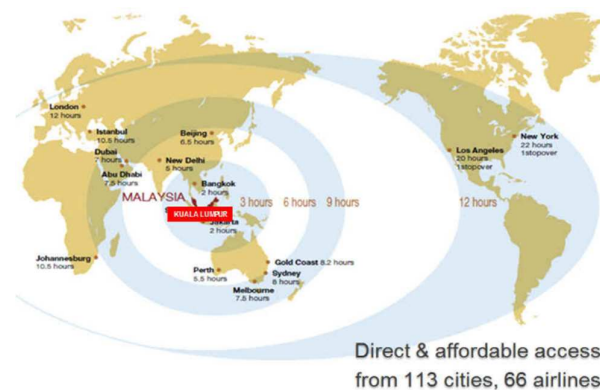 London
12 hours
Istanbul
10.5 hours
Beijing
6.5 hours
New York
22 hours
1stopover
Dubai
7 hours
New Delhi
5 hours
Los Angeles
20 hours
1stopover
Abu Dhabi
7.5 hours
Bangkok
2 hours
MALAYSIA
3 hours
6 hours
9 hours
12 hours
KUALA LUMPUR
Jakarta
2 hours
Johannesburg
10.5 hours
Gold Coast 8.2 hours
Perth
5.5 hours
Sydney
8 hours
Melbourne
7.5 hours
Direct & affordable access
from 113 cities, 66 airlines